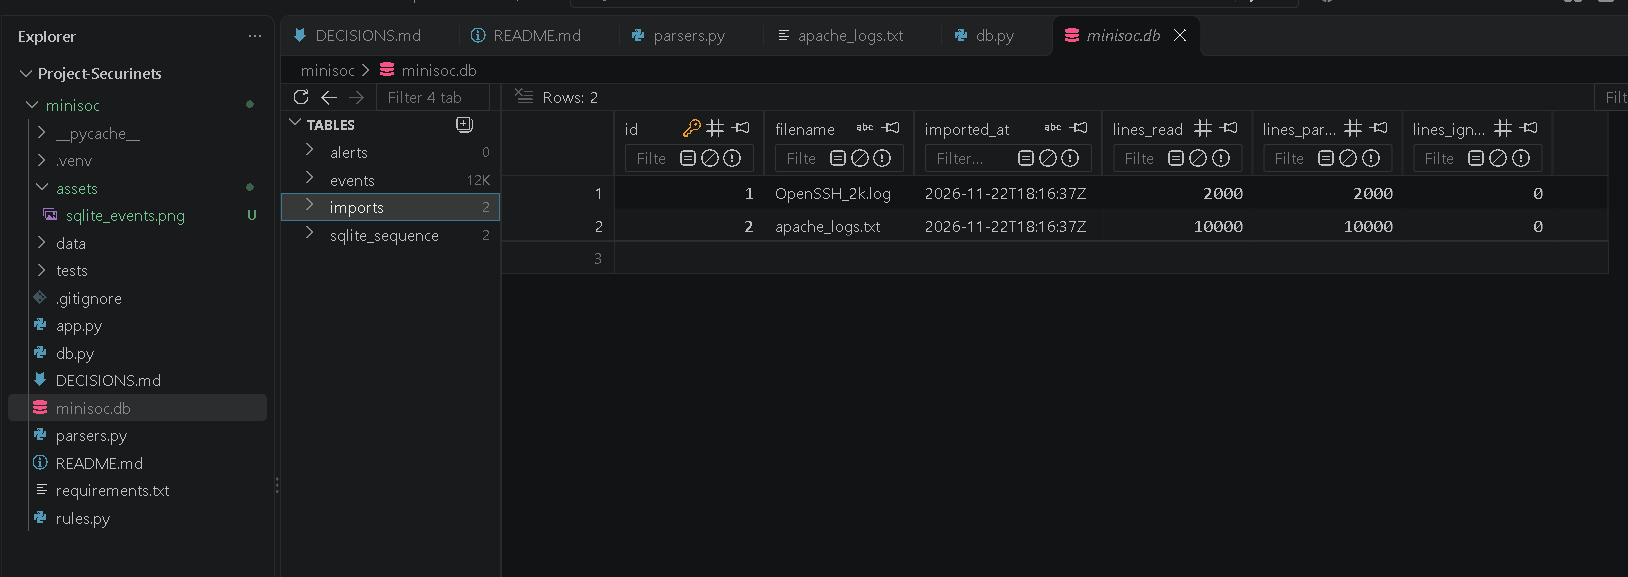 Explorer
Project-Securinets
minisoc
__pycache__
.venv
assets
sqlite_events.png U
data
tests
.gitignore
app.py
db.py
DECISIONS.md
minisoc.db
parsers.py
README.md
requirements.txt
rules.py
DECISIONS.md README.md parsers.py apache_logs.txt db.py minisoc.db
minisoc > minisoc.db
Filter 4 tab
TABLES
alerts 0
events 12K
imports 2
sqlite_sequence 2
Rows: 2 Filt
id filename abc imported_at abc lines_read lines_par... lines_ign...
Filte Filte Filter... Filte Filte Filte
1 1 OpenSSH_2k.log 2026-11-22T18:16:37Z 2000 2000 0
2 2 apache_logs.txt 2026-11-22T18:16:37Z 10000 10000 0
3